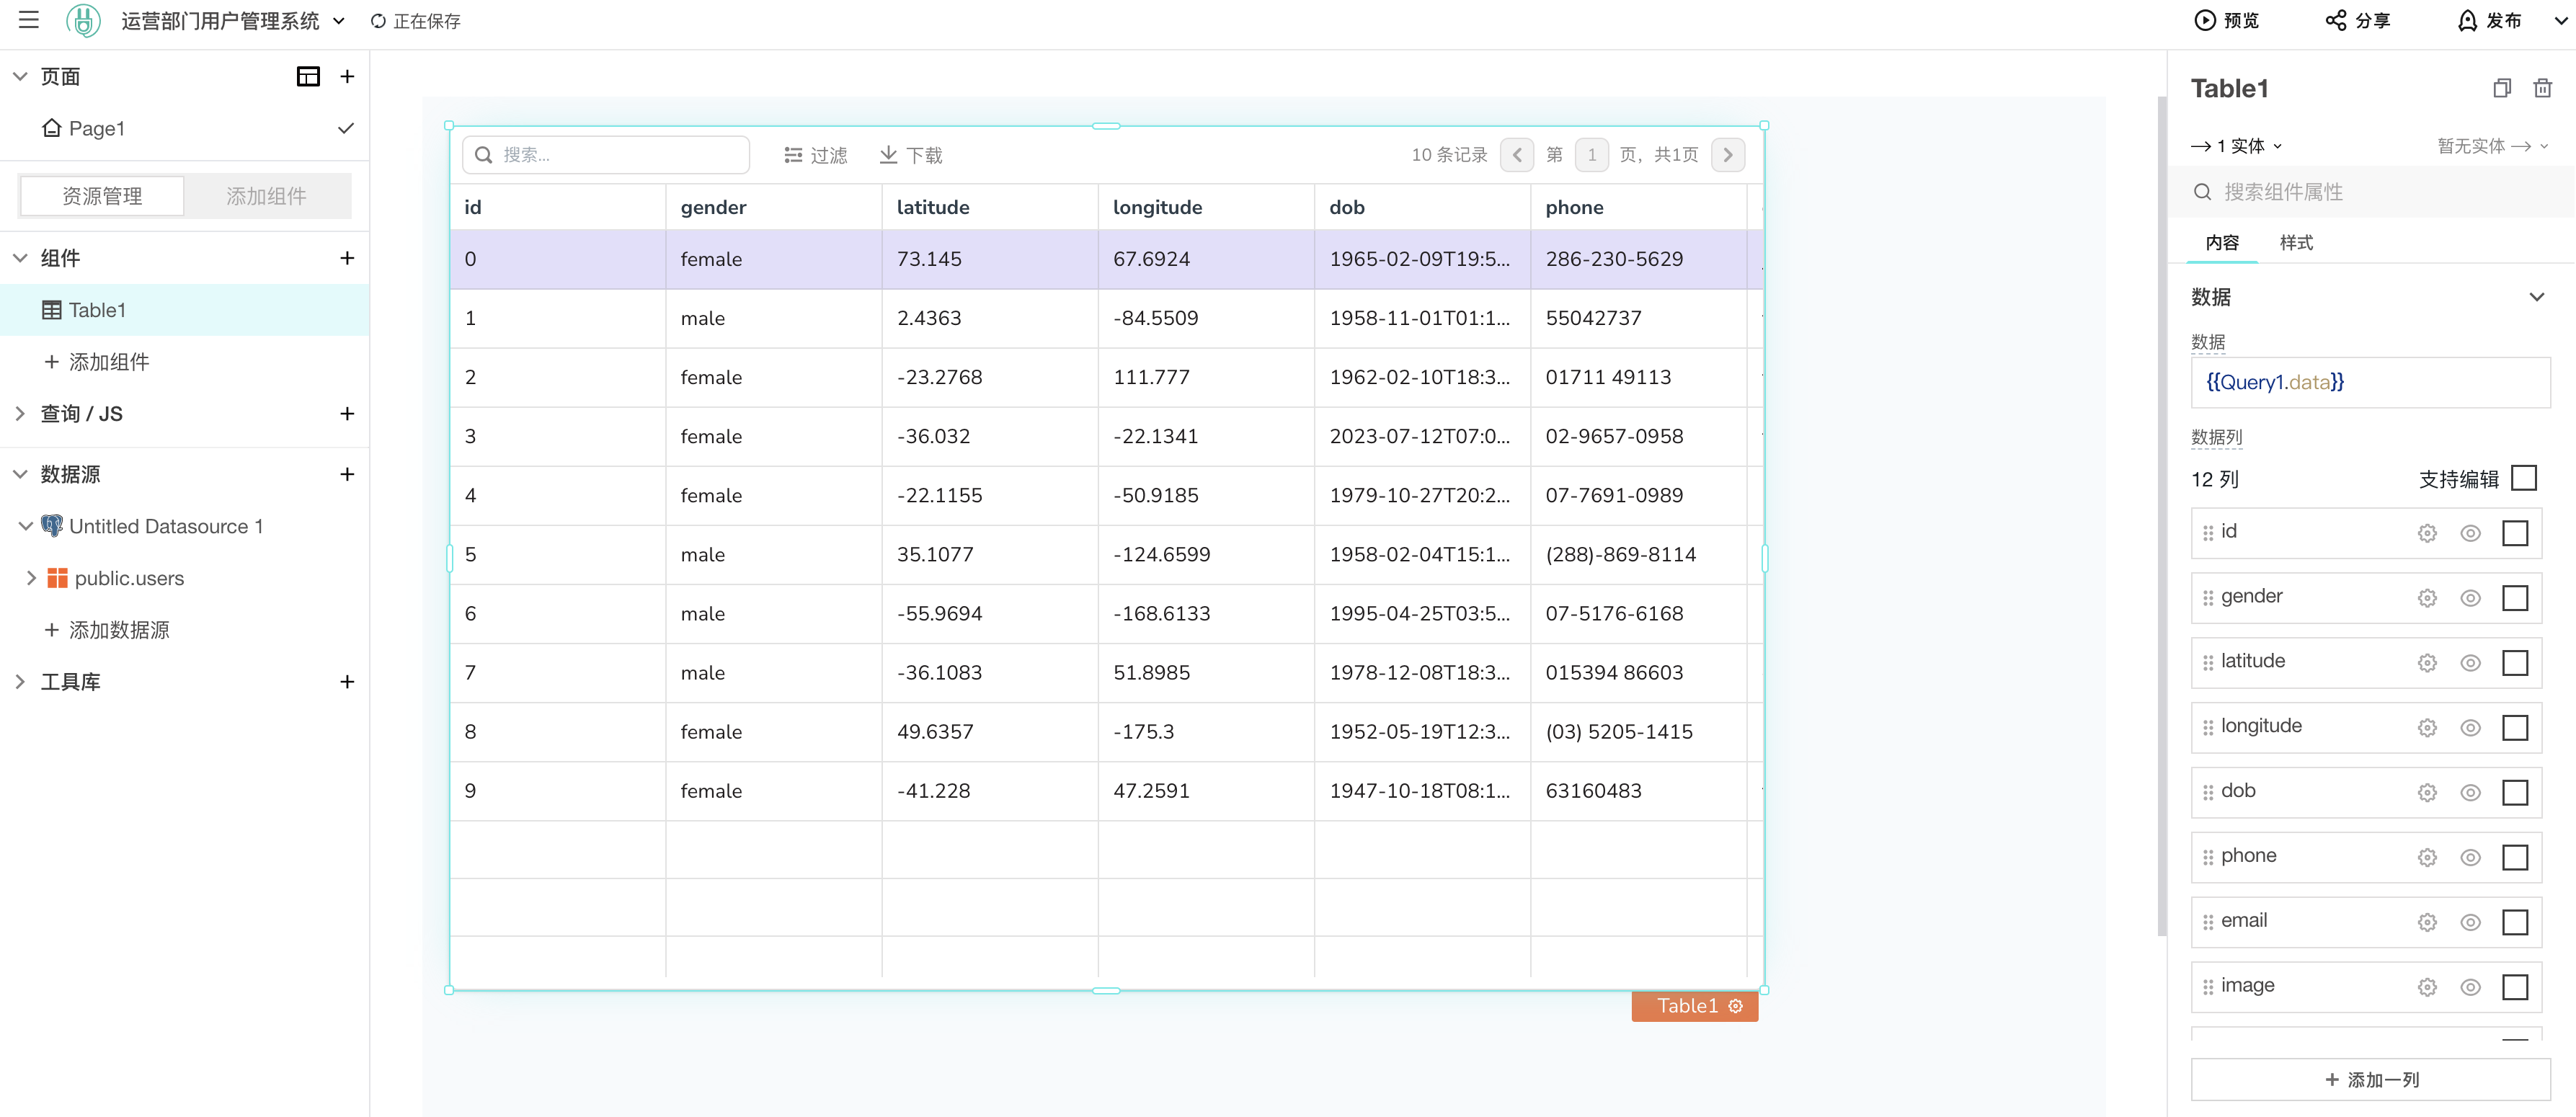 运营部门用户管理系统 正在保存 预览 分享 发布
页面
Page1
资源管理 添加组件
组件
Table1
添加组件
查询 / JS
数据源
Untitled Datasource 1
public.users
添加数据源
工具库
搜索... 过滤 下载 10 条记录 第 1 页，共1页
id gender latitude longitude dob phone
0 female 73.145 67.6924 1965-02-09T19:5... 286-230-5629
1 male 2.4363 -84.5509 1958-11-01T01:1... 55042737
2 female -23.2768 111.777 1962-02-10T18:3... 01711 49113
3 female -36.032 -22.1341 2023-07-12T07:0... 02-9657-0958
4 female -22.1155 -50.9185 1979-10-27T20:2... 07-7691-0989
5 male 35.1077 -124.6599 1958-02-04T15:1... (288)-869-8114
6 male -55.9694 -168.6133 1995-04-25T03:5... 07-5176-6168
7 male -36.1083 51.8985 1978-12-08T18:3... 015394 86603
8 female 49.6357 -175.3 1952-05-19T12:3... (03) 5205-1415
9 female -41.228 47.2591 1947-10-18T08:1... 63160483
Table1
Table1
1 实体 暂无实体
搜索组件属性
内容 样式
数据
数据
{{Query1.data}}
数据列
12 列 支持编辑
id
gender
latitude
longitude
dob
phone
email
image
添加一列